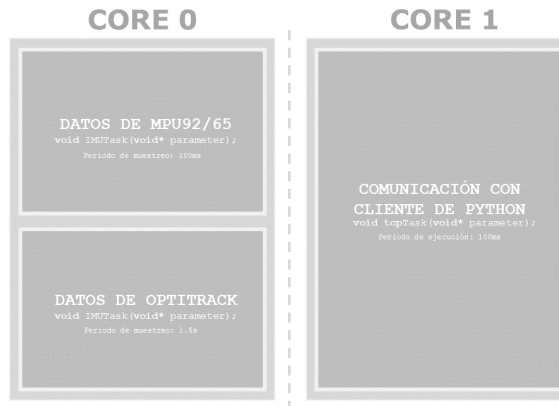 CORE 0
DATOS DE MPU92/65
void IMUTask(void* parameter);
Periodo de muestreo: 100ms
DATOS DE OPTITRACK
void IMUTask(void* parameter);
Periodo de muestreo: 1.5s
CORE 1
COMUNICACIÓN CON
CLIENTE DE PYTHON
void tcpTask(void* parameter);
Periodo de ejecución: 100ms